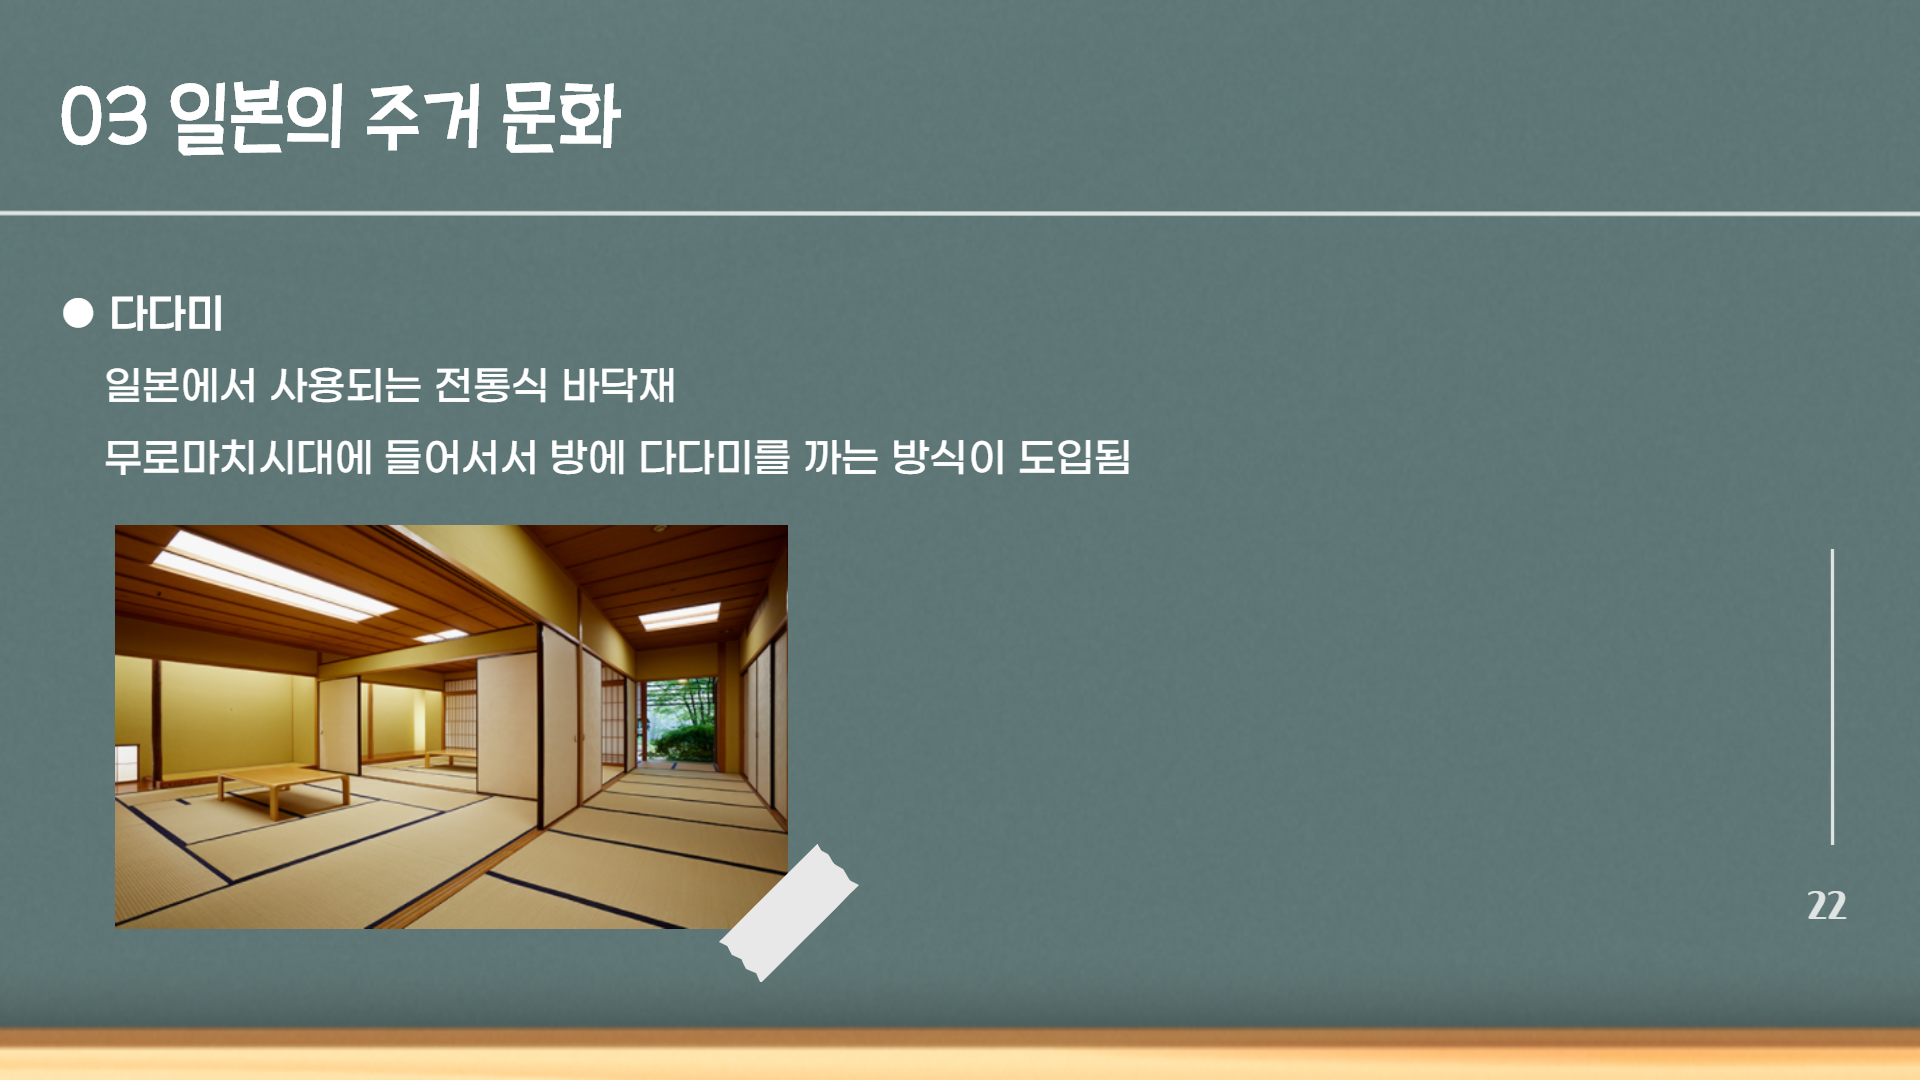 03 일본의 주거 문화
● 다다미
일본에서 사용되는 전통식 바닥재
무로마치시대에 들어서서 방에 다다미를 까는 방식이 도입됨
22